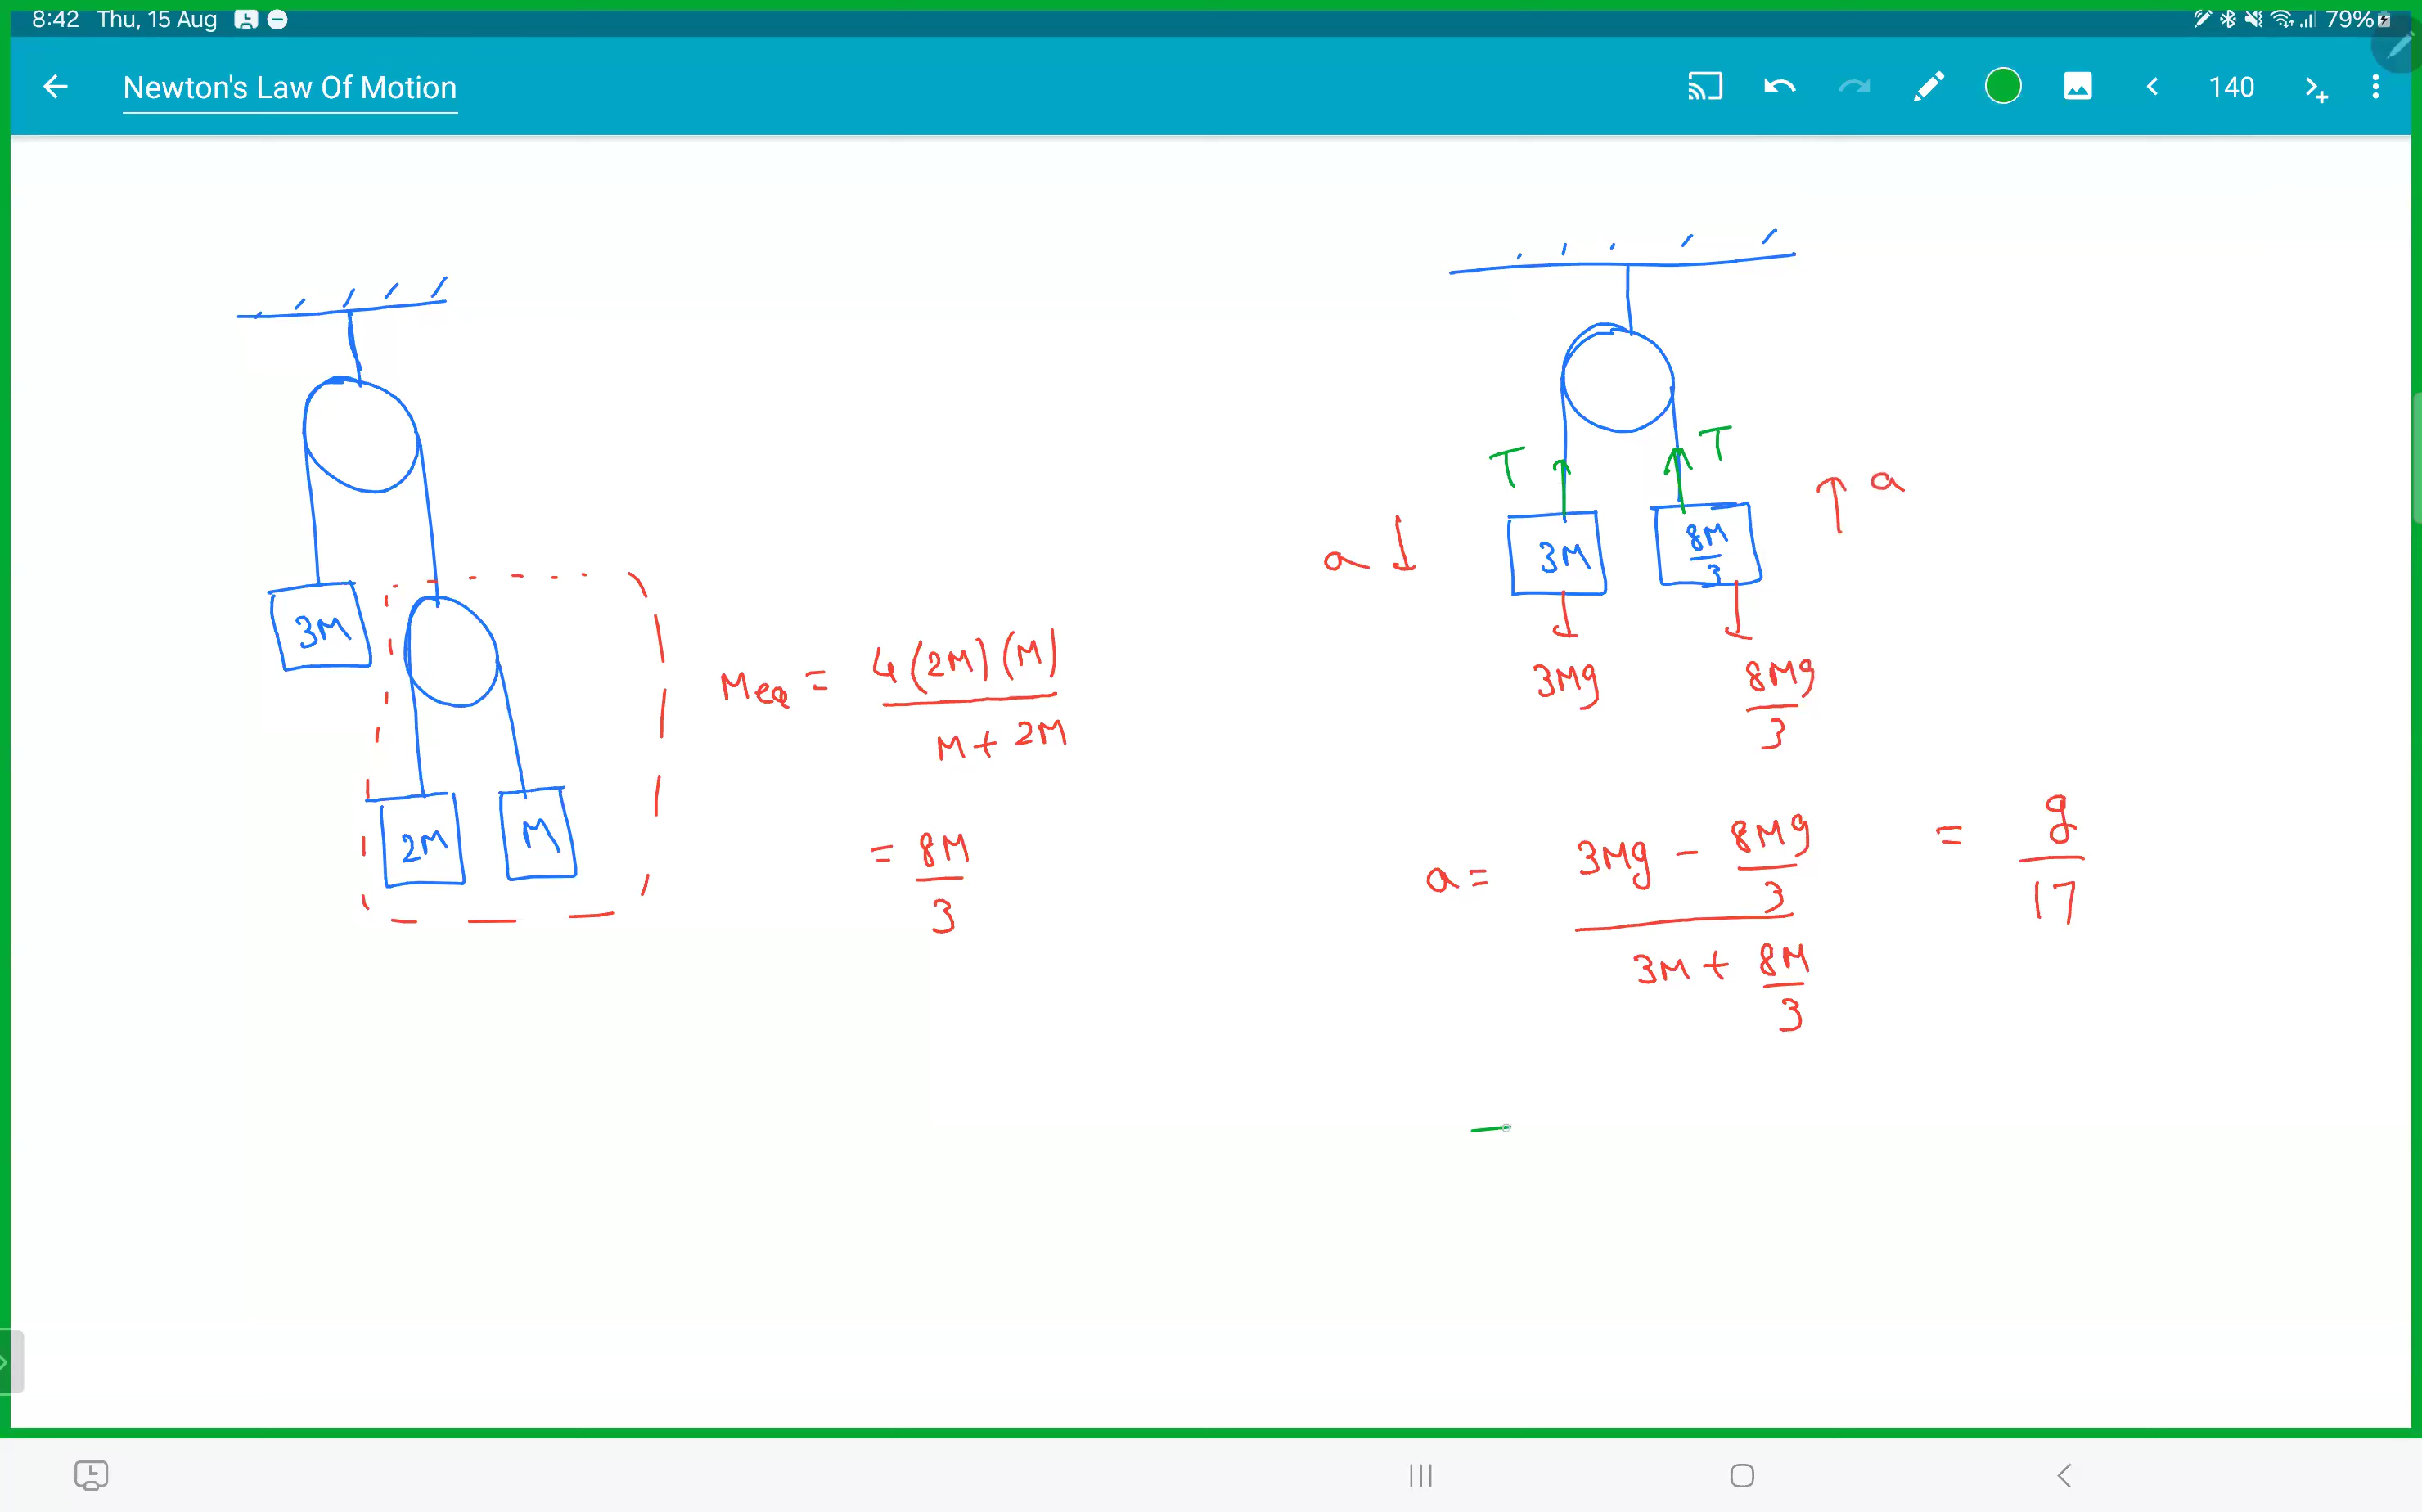 8:42 Thu, 15 Aug
79%
Newton's Law Of Motion
140
3M
2M
M
Meq = 4(2M)(M)
M + 2M
= 8M
3
T
T
a
a
3M
8M
3
3Mg
8Mg
3
a = 3Mg - 8Mg
3
3M + 8M
3
= g
17